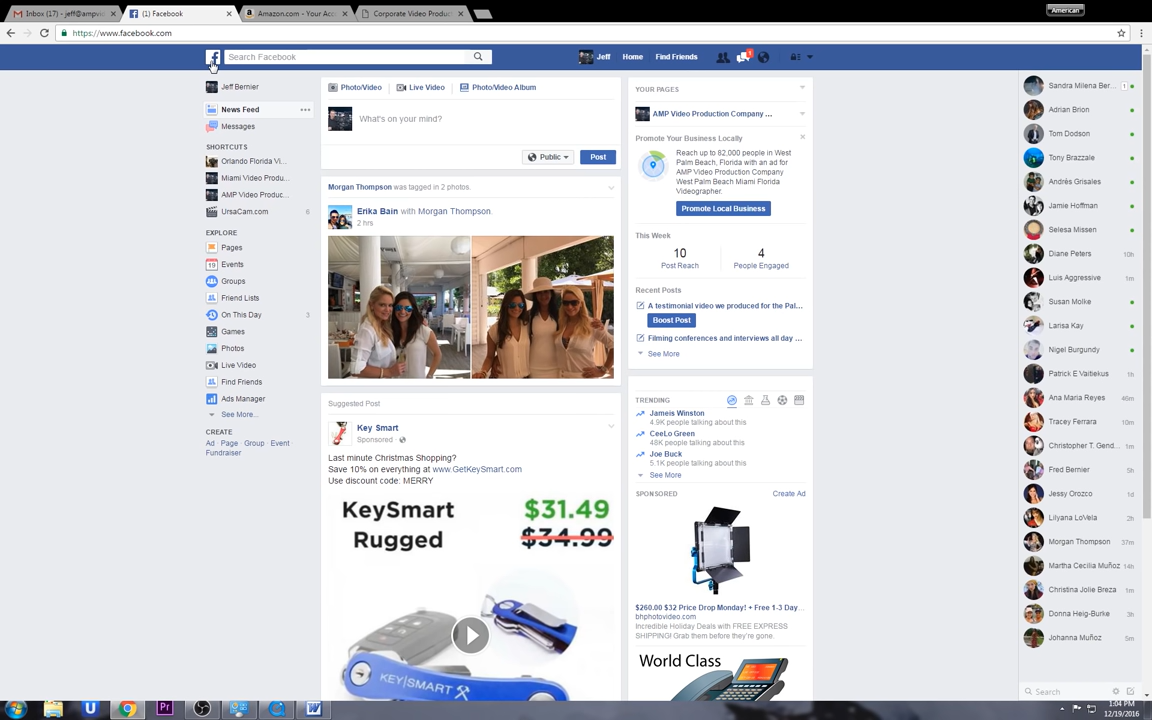 Inbox (17) - jeff@ampvi
(1) Facebook
Amazon.com - Your Acc
Corporate Video Produc
American
https://www.facebook.com
Search Facebook
Jeff
Home
Find Friends
1
Jeff Bernier
News Feed
Messages
SHORTCUTS
Orlando Florida Vi...
Miami Video Produ...
AMP Video Produc...
UrsaCam.com 6
EXPLORE
Pages
Events
Groups
Friend Lists
On This Day 3
Games
Photos
Live Video
Find Friends
Ads Manager
See More...
CREATE
Ad · Page · Group · Event ·
Fundraiser
Photo/Video
Live Video
Photo/Video Album
What's on your mind?
Public
Post
Morgan Thompson was tagged in 2 photos.
Erika Bain with Morgan Thompson.
2 hrs
Suggested Post
Key Smart
Sponsored ·
Last minute Christmas Shopping?
Save 10% on everything at www.GetKeySmart.com
Use discount code: MERRY
KeySmart
Rugged
$31.49
$34.99
KEY|SMART
YOUR PAGES
AMP Video Production Company ...
Promote Your Business Locally
Reach up to 82,000 people in West
Palm Beach, Florida with an ad for
AMP Video Production Company
West Palm Beach Miami Florida
Videographer.
Promote Local Business
This Week
10
Post Reach
4
People Engaged
Recent Posts
A testimonial video we produced for the Pal...
Boost Post
Filming conferences and interviews all day ...
See More
TRENDING
Jameis Winston
4.9K people talking about this
CeeLo Green
48K people talking about this
Joe Buck
5.1K people talking about this
See More
SPONSORED
Create Ad
$260.00 $32 Price Drop Monday! + Free 1-3 Day...
bhphotovideo.com
Incredible Holiday Deals with FREE EXPRESS
SHIPPING! Grab them before they're gone.
World Class
Sandra Milena Ber... 1
Adrian Brion
Tom Dodson
Tony Brazzale
Andrés Grisales
Jamie Hoffman
Selesa Missen
Diane Peters 10h
Luis Aggressive 1m
Susan Molke
Larisa Kay
Nigel Burgundy
Patrick E Vaitiekus 1h
Ana Maria Reyes 46m
Tracey Ferrara 10m
Christopher T. Gend... 1m
Fred Bernier 5h
Jessy Orozco 1d
Lilyana LoVela 2h
Morgan Thompson 37m
Martha Cecilia Muñoz 14h
Christina Jolie Breza 1m
Donna Heig-Burke 3h
Johanna Muñoz 5m
Search
1:04 PM
12/19/2016